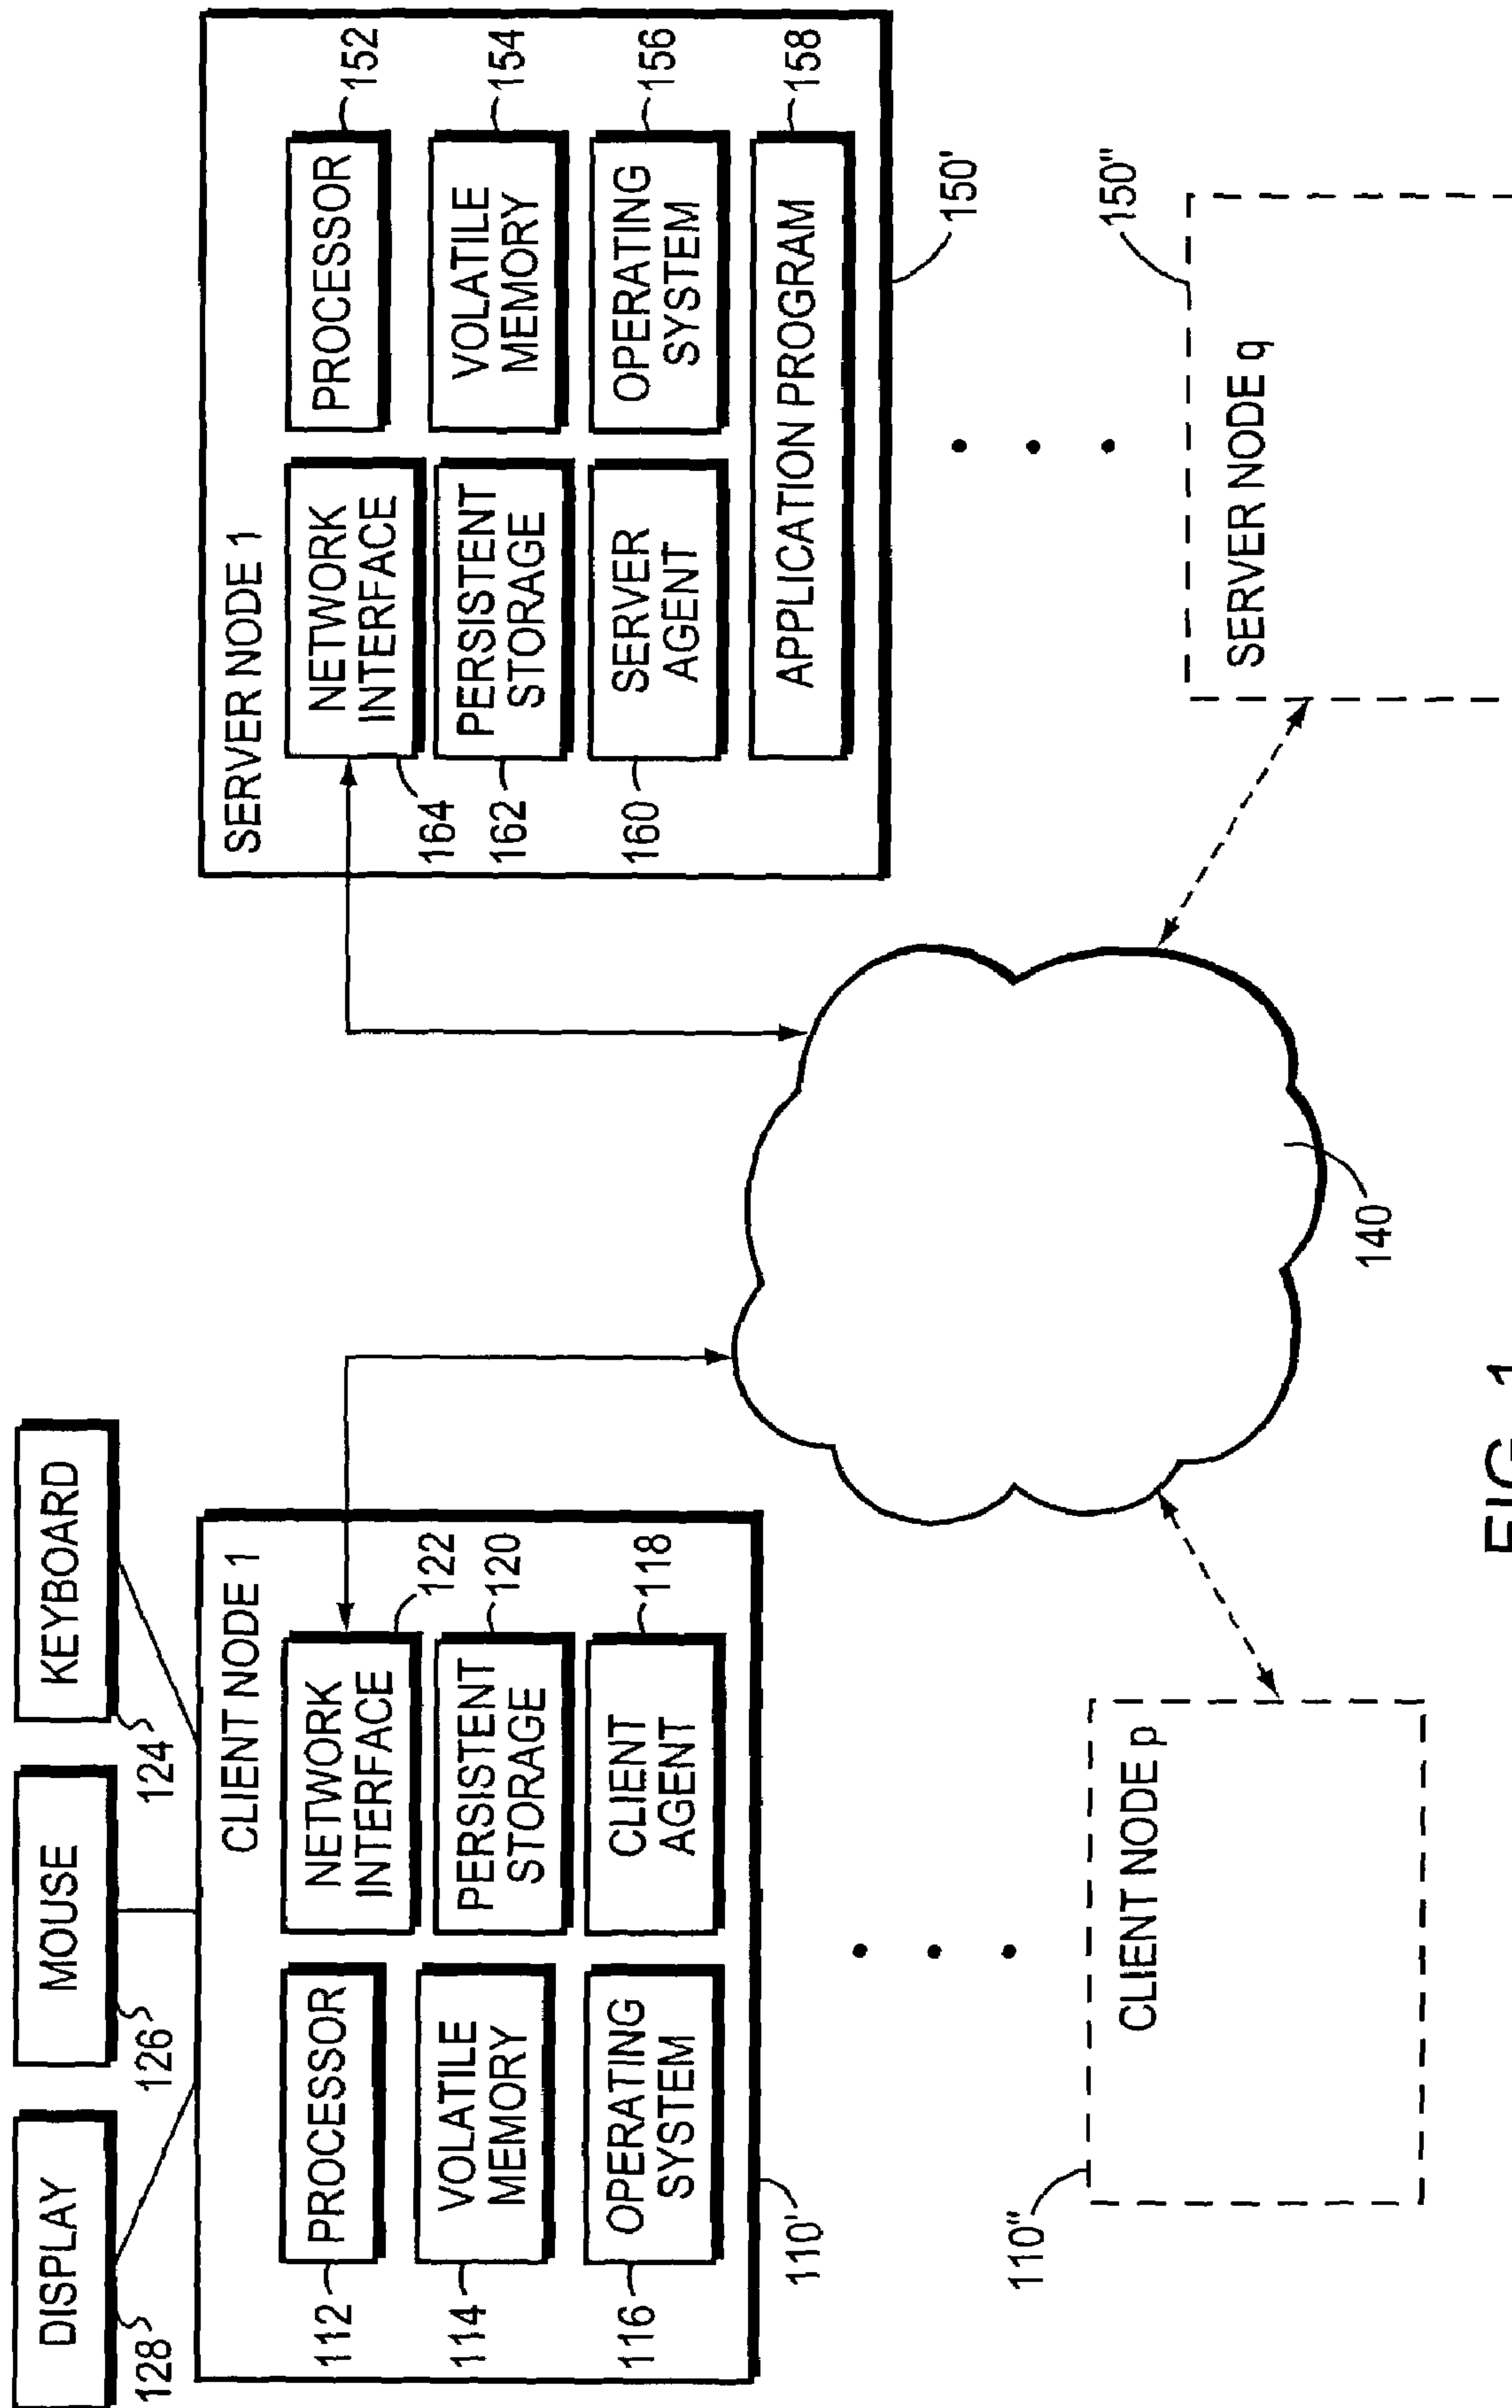 DISPLAY
128
MOUSE
126
KEYBOARD
124
CLIENT NODE 1
PROCESSOR
112
NETWORK
INTERFACE
122
VOLATILE
MEMORY
114
PERSISTENT
STORAGE
120
OPERATING
SYSTEM
116
CLIENT
AGENT
118
110'
CLIENT NODE p
110"
140
SERVER NODE 1
NETWORK
INTERFACE
164
PROCESSOR
152
PERSISTENT
STORAGE
162
VOLATILE
MEMORY
154
SERVER
AGENT
160
OPERATING
SYSTEM
156
APPLICATION PROGRAM
158
150'
SERVER NODE q
150"
FIG. 1